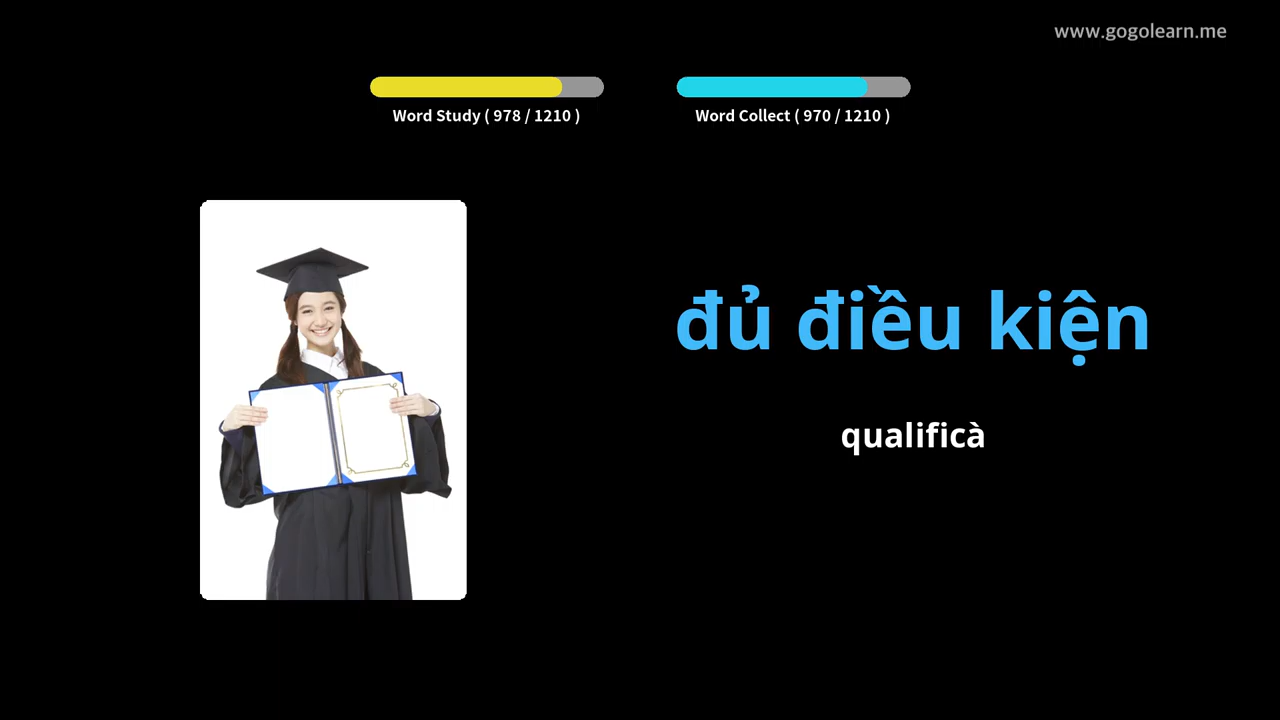 www.gogolearn.me
Word Study ( 978 / 1210 )
Word Collect ( 970 / 1210 )
đủ điều kiện
qualificà